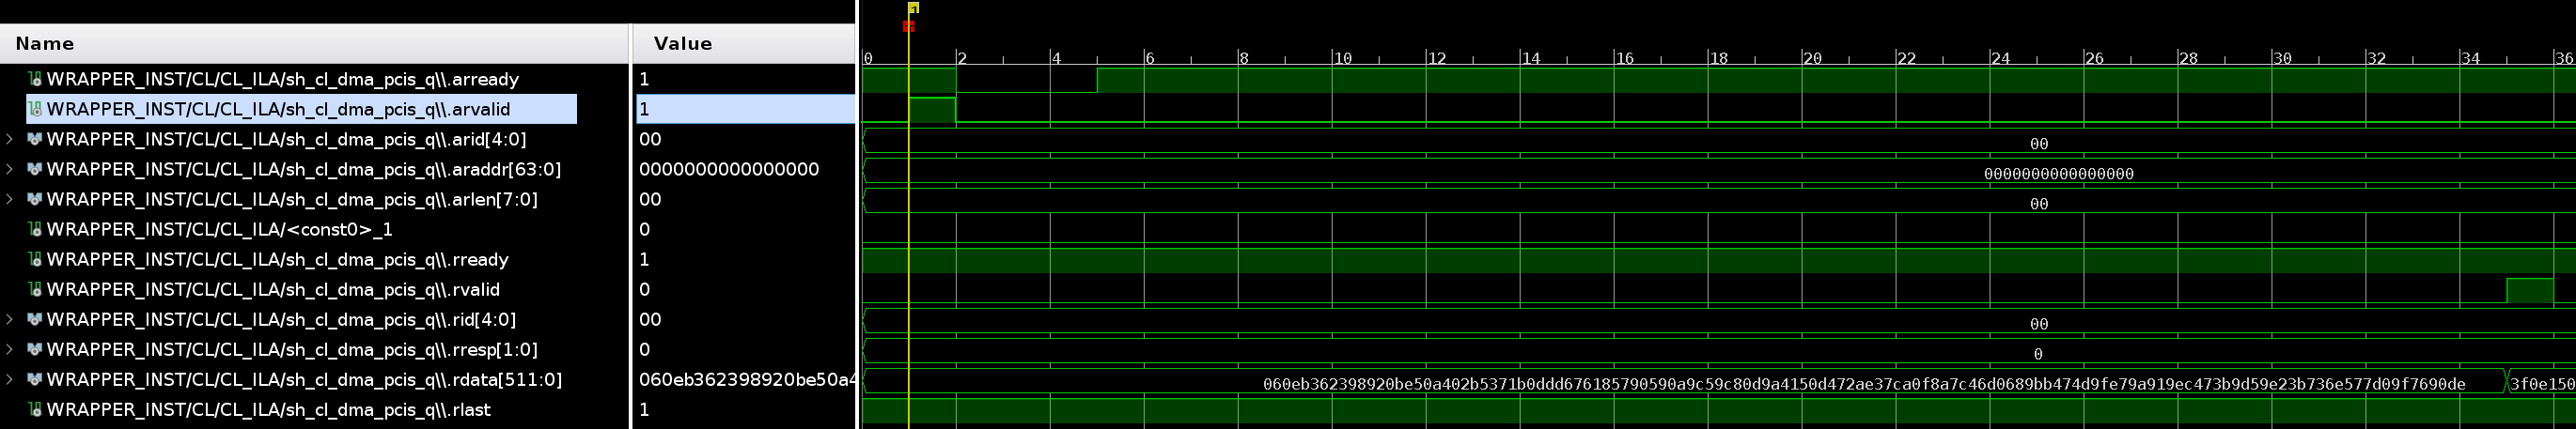 1
Name Value
0 2 4 6 8 10 12 14 16 18 20 22 24 26 28 30 32 34 36
WRAPPER_INST/CL/CL_ILA/sh_cl_dma_pcis_q\\.arready 1
WRAPPER_INST/CL/CL_ILA/sh_cl_dma_pcis_q\\.arvalid 1
WRAPPER_INST/CL/CL_ILA/sh_cl_dma_pcis_q\\.arid[4:0] 00 00
WRAPPER_INST/CL/CL_ILA/sh_cl_dma_pcis_q\\.araddr[63:0] 0000000000000000 0000000000000000
WRAPPER_INST/CL/CL_ILA/sh_cl_dma_pcis_q\\.arlen[7:0] 00 00
WRAPPER_INST/CL/CL_ILA/<const0>_1 0
WRAPPER_INST/CL/CL_ILA/sh_cl_dma_pcis_q\\.rready 1
WRAPPER_INST/CL/CL_ILA/sh_cl_dma_pcis_q\\.rvalid 0
WRAPPER_INST/CL/CL_ILA/sh_cl_dma_pcis_q\\.rid[4:0] 00 00
WRAPPER_INST/CL/CL_ILA/sh_cl_dma_pcis_q\\.rresp[1:0] 0 0
WRAPPER_INST/CL/CL_ILA/sh_cl_dma_pcis_q\\.rdata[511:0] 060eb362398920be50a4 060eb362398920be50a402b5371b0ddd676185790590a9c59c80d9a4150d472ae37ca0f8a7c46d0689bb474d9fe79a919ec473b9d59e23b736e577d09f7690de 3f0e150
WRAPPER_INST/CL/CL_ILA/sh_cl_dma_pcis_q\\.rlast 1